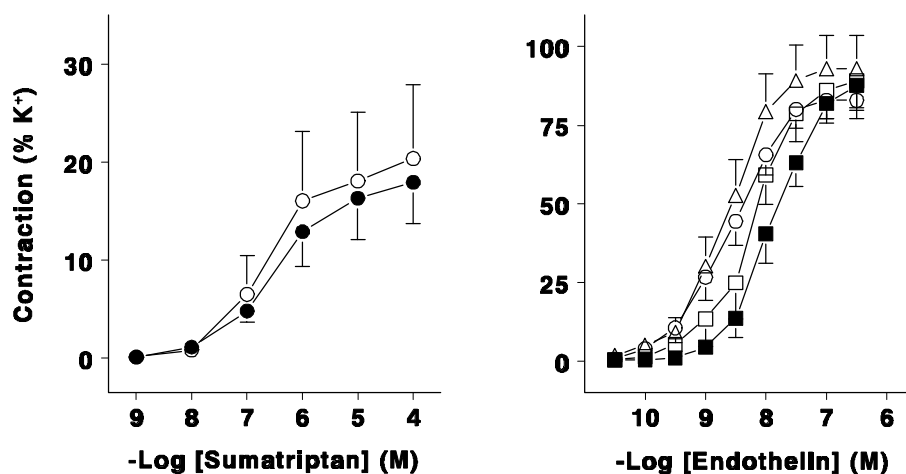 Contraction (% K⁺)
30
20
10
0
9 8 7 6 5 4
-Log [Sumatriptan] (M)
100
75
50
25
0
10 9 8 7 6
-Log [Endothelin] (M)